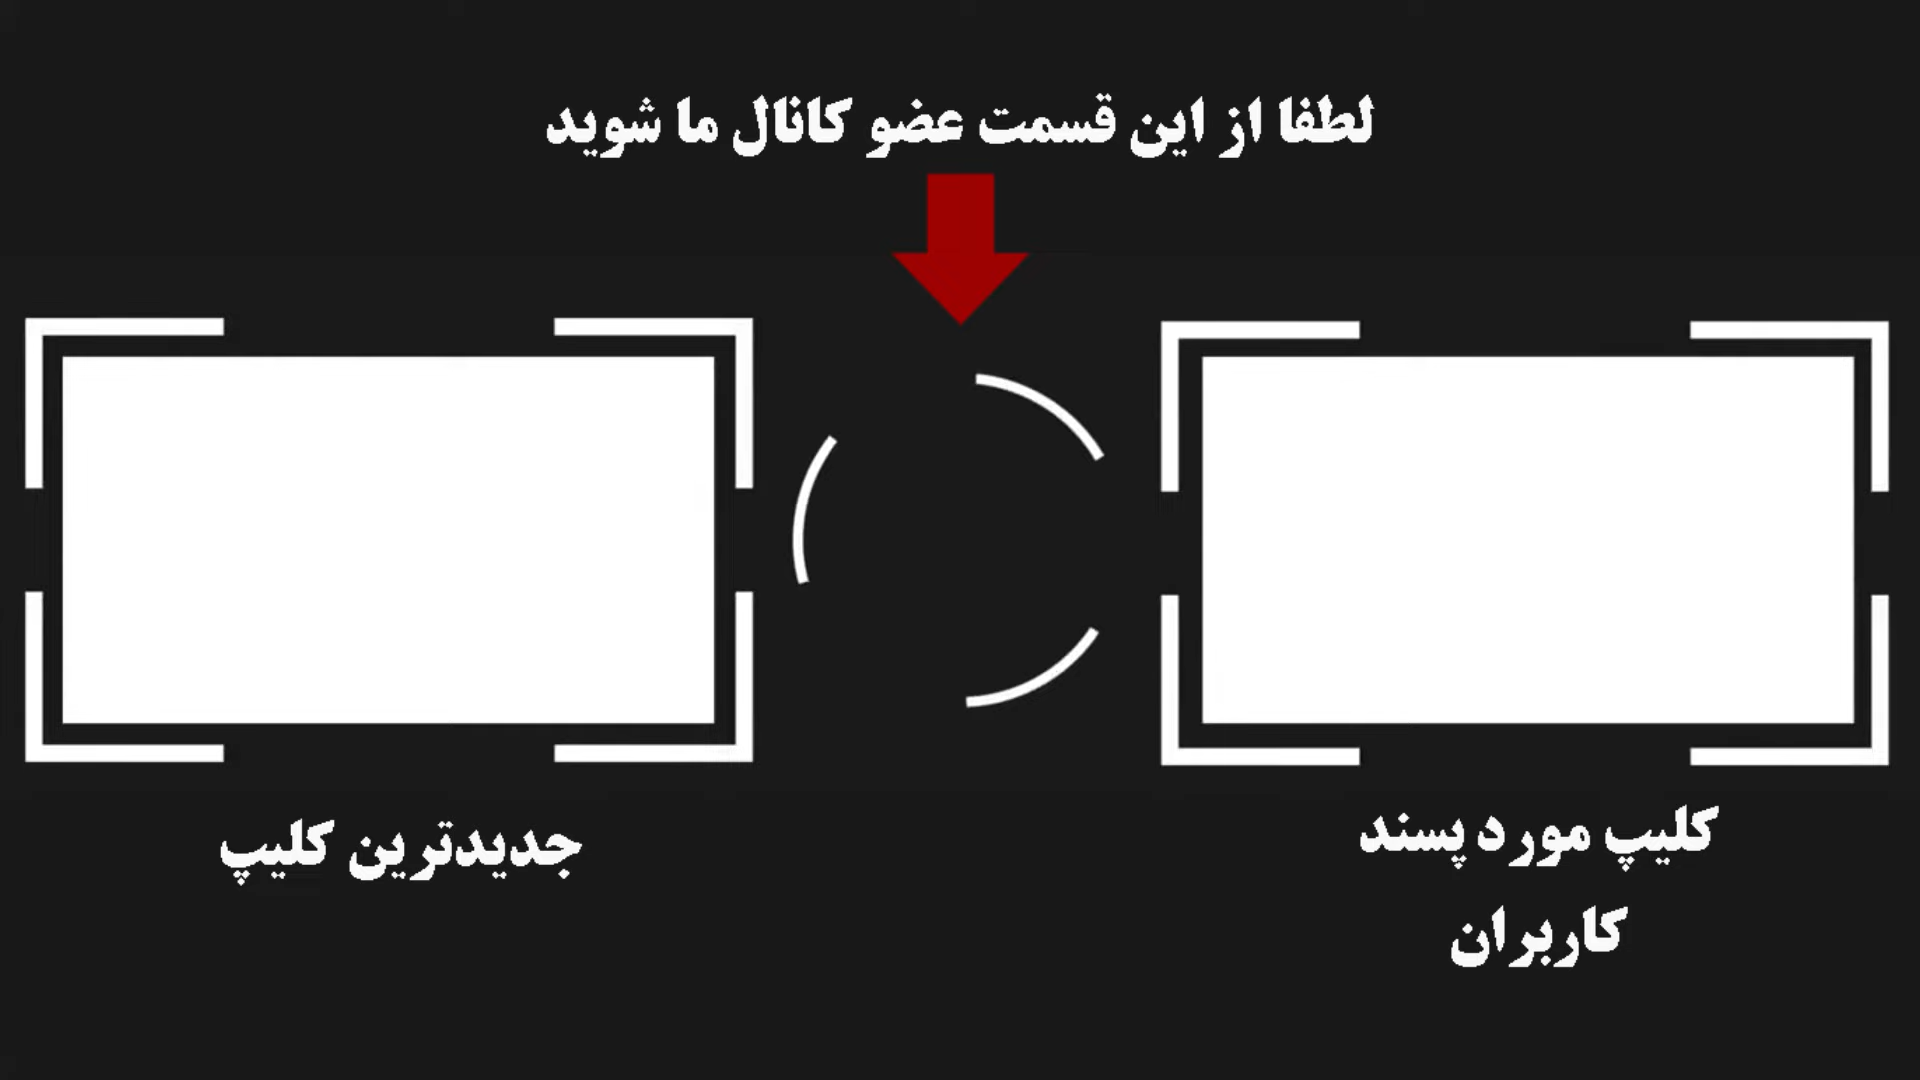 لطفا از این قسمت عضو کانال ما شوید
کلیپ مورد پسند
کاربران
جدیدترین کلیپ